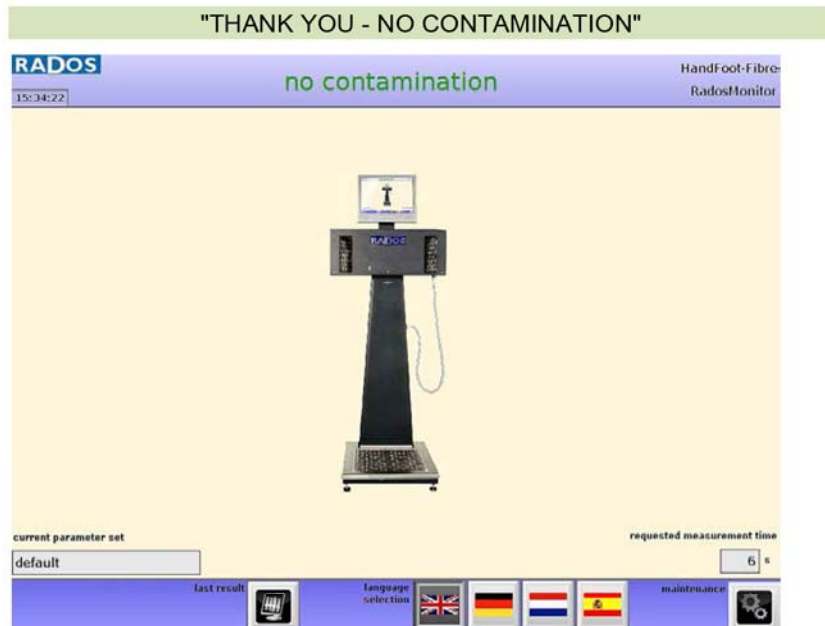 "THANK YOU - NO CONTAMINATION"
RADOS
no contamination
HandFoot-Fibre-
15:34:22
RadosMonitor
RADOS
current parameter set
requested measurement time
default
6 s
last result
language
selection
maintenance